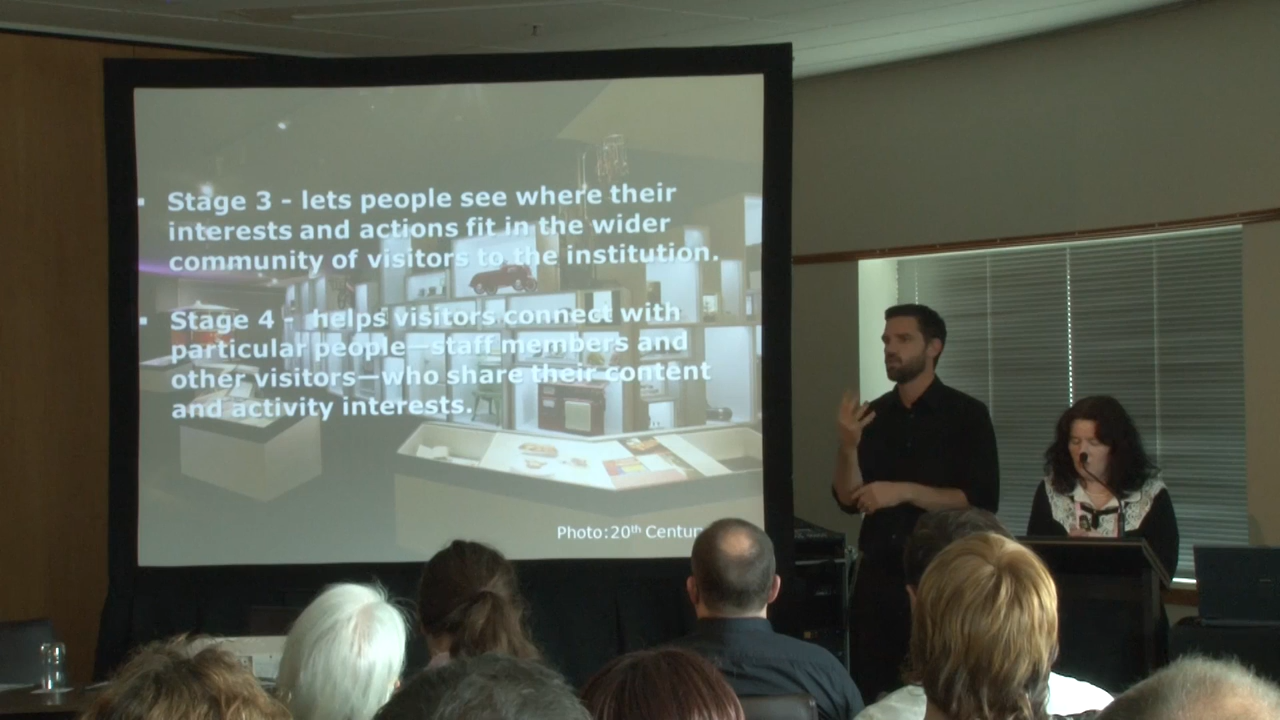 ▪ Stage 3 - lets people see where their
interests and actions fit in the wider
community of visitors to the institution.
▪ Stage 4 - helps visitors connect with
particular people—staff members and
other visitors—who share their content
and activity interests.
Photo:20th Centur